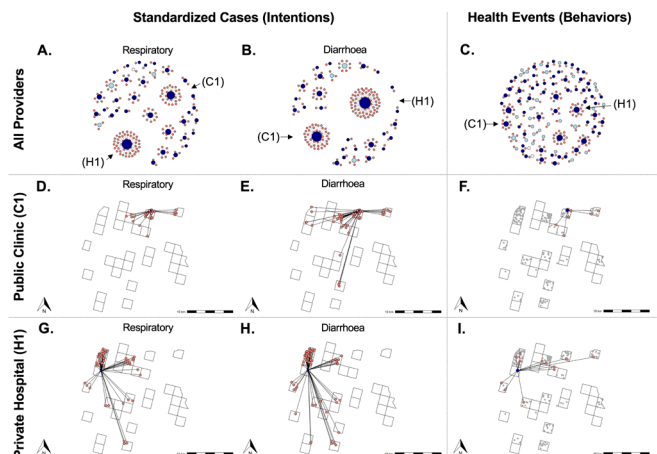 Standardized Cases (Intentions)
Health Events (Behaviors)
All Providers
A.
Respiratory
(C1)
(H1)
B.
Diarrhoea
(H1)
(C1)
C.
(H1)
(C1)
Public Clinic (C1)
D.
Respiratory
N
E.
Diarrhoea
N
F.
N
Private Hospital (H1)
G.
Respiratory
N
H.
Diarrhoea
N
I.
N